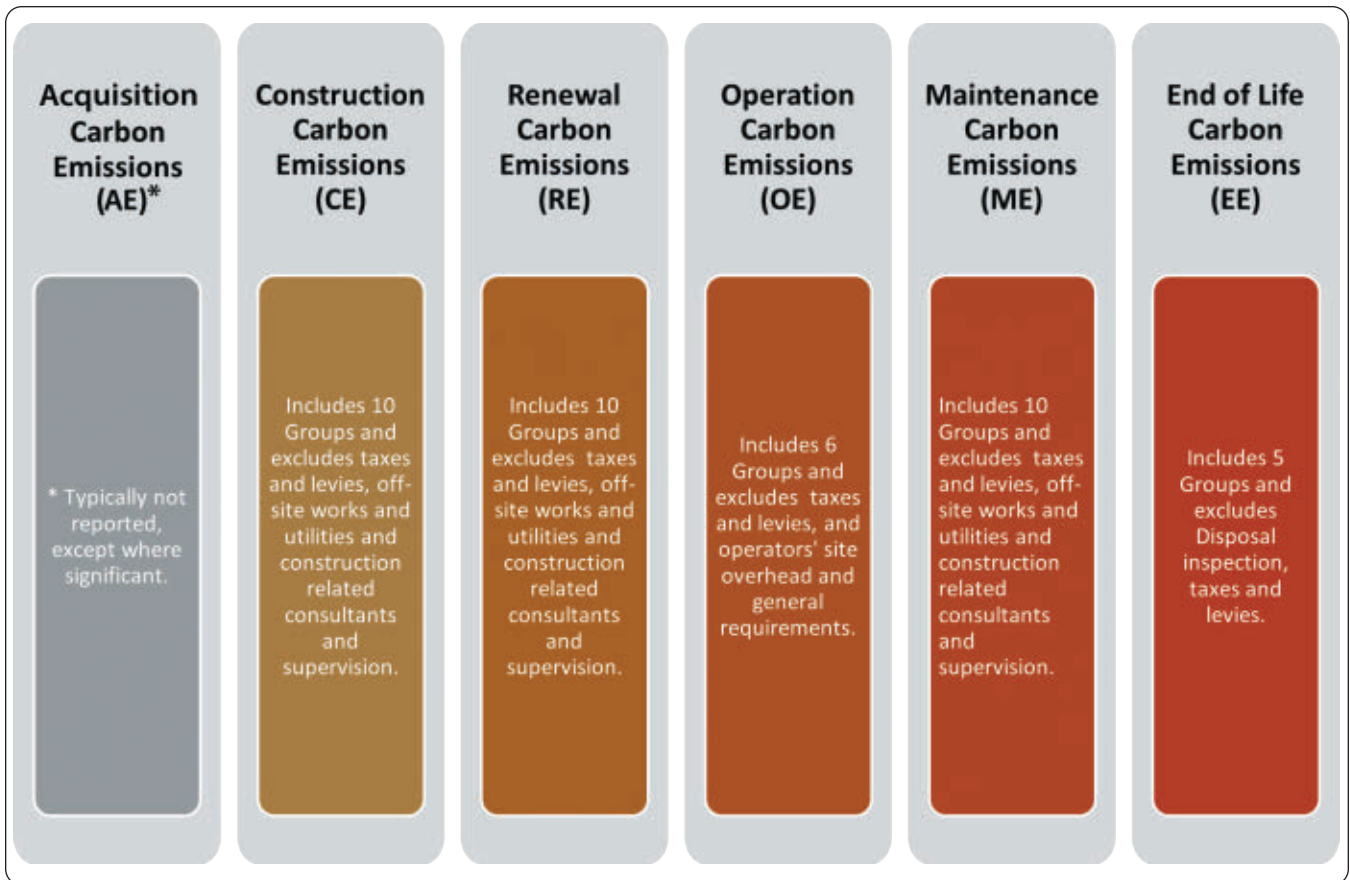 Acquisition
Carbon
Emissions
(AE)*
* Typically not
reported,
except where
significant.
Construction
Carbon
Emissions
(CE)
Includes 10
Groups and
excludes taxes
and levies, off-
site works and
utilities and
construction
related
consultants
and
supervision.
Renewal
Carbon
Emissions
(RE)
Includes 10
Groups and
excludes taxes
and levies, off-
site works and
utilities and
construction
related
consultants
and
supervision.
Operation
Carbon
Emissions
(OE)
Includes 6
Groups and
excludes taxes
and levies, and
operators' site
overhead and
general
requirements.
Maintenance
Carbon
Emissions
(ME)
Includes 10
Groups and
excludes taxes
and levies, off-
site works and
utilities and
construction
related
consultants
and
supervision.
End of Life
Carbon
Emissions
(EE)
Includes 5
Groups and
excludes
Disposal
inspection,
taxes and
levies.